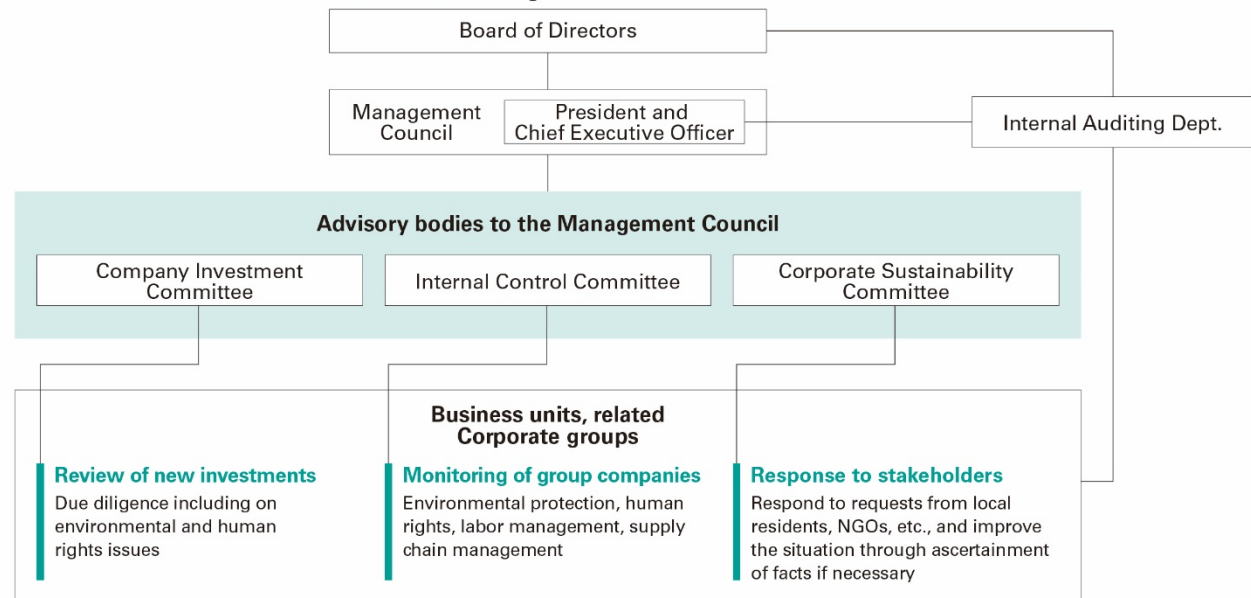 Board of Directors
Management
Council
President and
Chief Executive Officer
Internal Auditing Dept.
Advisory bodies to the Management Council
Company Investment
Committee
Internal Control Committee
Corporate Sustainability
Committee
Business units, related
Corporate groups
Review of new investments
Due diligence including on
environmental and human
rights issues
Monitoring of group companies
Environmental protection, human
rights, labor management, supply
chain management
Response to stakeholders
Respond to requests from local
residents, NGOs, etc., and improve
the situation through ascertainment
of facts if necessary